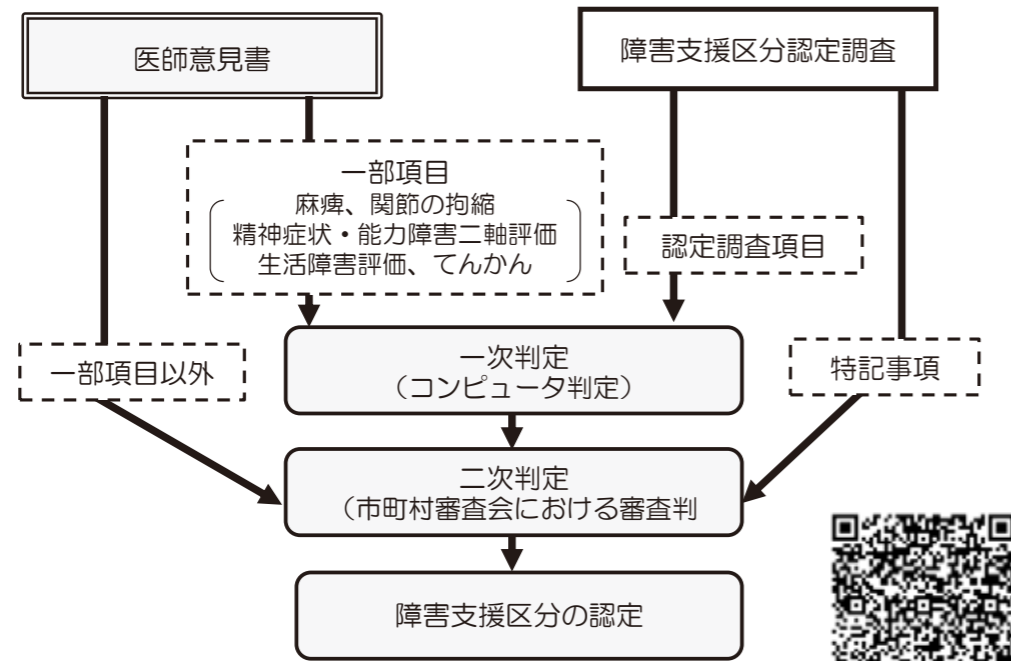 医師意見書
障害支援区分認定調査
一部項目
麻痺、関節の拘縮
精神症状・能力障害二軸評価
生活障害評価、てんかん
認定調査項目
一部項目以外
一次判定
（コンピュータ判定）
特記事項
二次判定
（市町村審査会における審査判
障害支援区分の認定